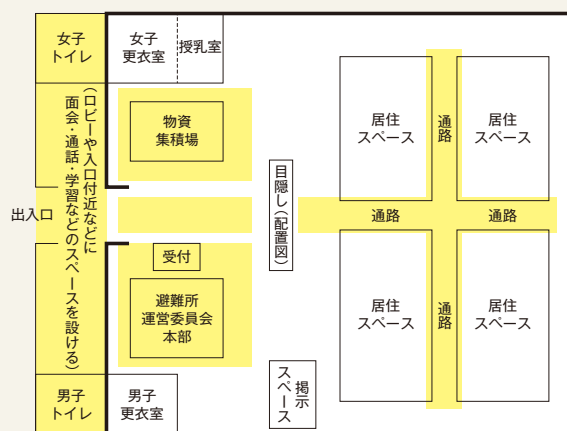 女子
トイレ
女子
更衣室
授乳室
物資
集積場
（ロビーや入口付近などに
面会・通話・学習などのスペースを設ける）
出入口
受付
避難所
運営委員会
本部
男子
トイレ
男子
更衣室
目隠し（配置図）
掲示
スペース
居住
スペース
通路
居住
スペース
通路
通路
居住
スペース
通路
居住
スペース